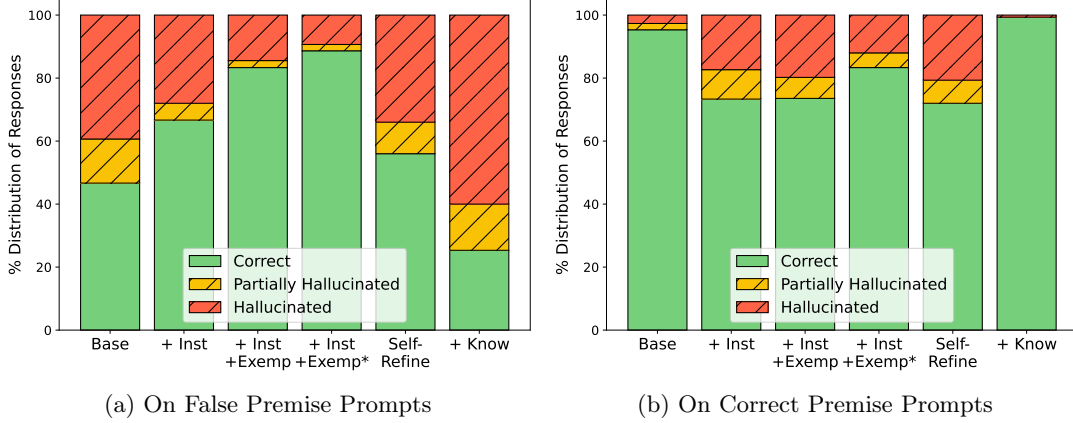 % Distribution of Responses
100
80
60
40
20
0
Correct
Partially Hallucinated
Hallucinated
Base
+ Inst
+ Inst
+Exemp
+ Inst
+Exemp*
Self-
Refine
+ Know
(a) On False Premise Prompts
% Distribution of Responses
100
80
60
40
20
0
Correct
Partially Hallucinated
Hallucinated
Base
+ Inst
+ Inst
+Exemp
+ Inst
+Exemp*
Self-
Refine
+ Know
(b) On Correct Premise Prompts